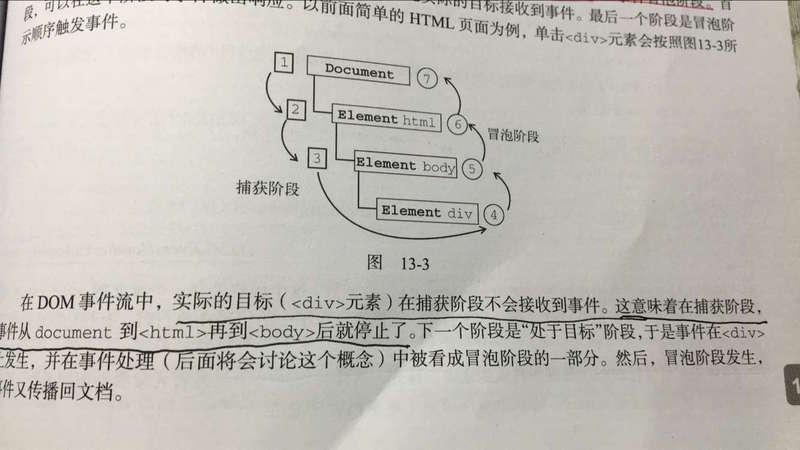 段，可以在这个
的目标接收到事件。最后一个阶段是冒泡阶
应。以前面简单的 HTML 页面为例，单击<div>元素会按照图13-3所
示顺序触发事件。
1 Document 7
2 Element html 6
冒泡阶段
3 Element body 5
捕获阶段
Element div 4
图 13-3
在 DOM 事件流中，实际的目标（<div>元素）在捕获阶段不会接收到事件。这意味着在捕获阶段，
事件从 document 到<html>再到<body>后就停止了。下一个阶段是“处于目标”阶段，于是事件在<div>
上发生，并在事件处理（后面将会讨论这个概念）中被看成冒泡阶段的一部分。然后，冒泡阶段发生，
事件又传播回文档。
1